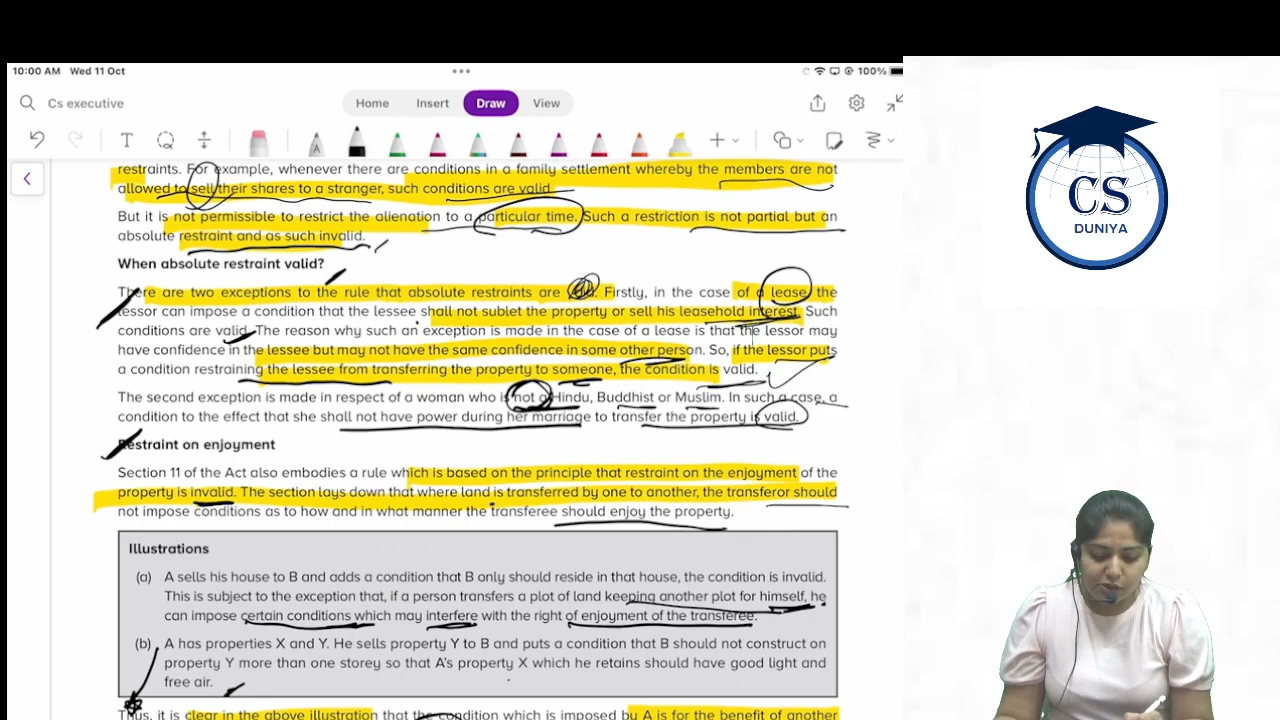 10:00 AM Wed 11 Oct
100%
Cs executive
Home Insert Draw View
restraints. For example, whenever there are conditions in a family settlement whereby the members are not
allowed to sell their shares to a stranger, such conditions are valid.
But it is not permissible to restrict the alienation to a particular time. Such a restriction is not partial but an
absolute restraint and as such invalid.
When absolute restraint valid?
There are two exceptions to the rule that absolute restraints are Firstly, in the case of a lease the
lessor can impose a condition that the lessee shall not sublet the property or sell his leasehold interest. Such
conditions are valid. The reason why such an exception is made in the case of a lease is that the lessor may
have confidence in the lessee but may not have the same confidence in some other person. So, if the lessor puts
a condition restraining the lessee from transferring the property to someone, the condition is valid.
The second exception is made in respect of a woman who is not a Hindu, Buddhist or Muslim. In such a case, a
condition to the effect that she shall not have power during her marriage to transfer the property is valid.
Restraint on enjoyment
Section 11 of the Act also embodies a rule which is based on the principle that restraint on the enjoyment of the
property is invalid. The section lays down that where land is transferred by one to another, the transferor should
not impose conditions as to how and in what manner the transferee should enjoy the property.
Illustrations
(a) A sells his house to B and adds a condition that B only should reside in that house, the condition is invalid.
This is subject to the exception that, if a person transfers a plot of land keeping another plot for himself, he
can impose certain conditions which may interfere with the right of enjoyment of the transferee.
(b) A has properties X and Y. He sells property Y to B and puts a condition that B should not construct on
property Y more than one storey so that A's property X which he retains should have good light and
free air.
Thus, it is clear in the above illustration that the condition which is imposed by A is for the benefit of another
CS
DUNIYA